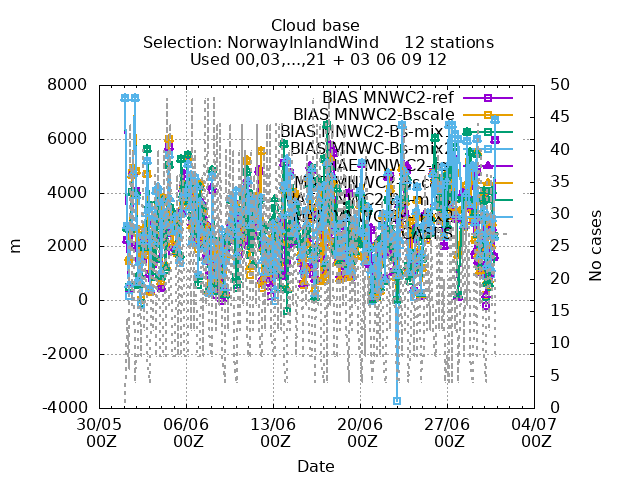 Cloud base
Selection: NorwayInlandWind 12 stations
Used 00,03,...,21 + 03 06 09 12
8000
6000
4000
2000
0
-2000
-4000
m
50
45
40
35
30
25
20
15
10
5
0
No cases
BIAS MNWC2-ref
BIAS MNWC2-Bscale
BIAS MNWC2-Bs-mix
BIAS MNWC-Bs-mix2
CASES
30/05 06/06 13/06 20/06 27/06 04/07
00Z 00Z 00Z 00Z 00Z 00Z
Date